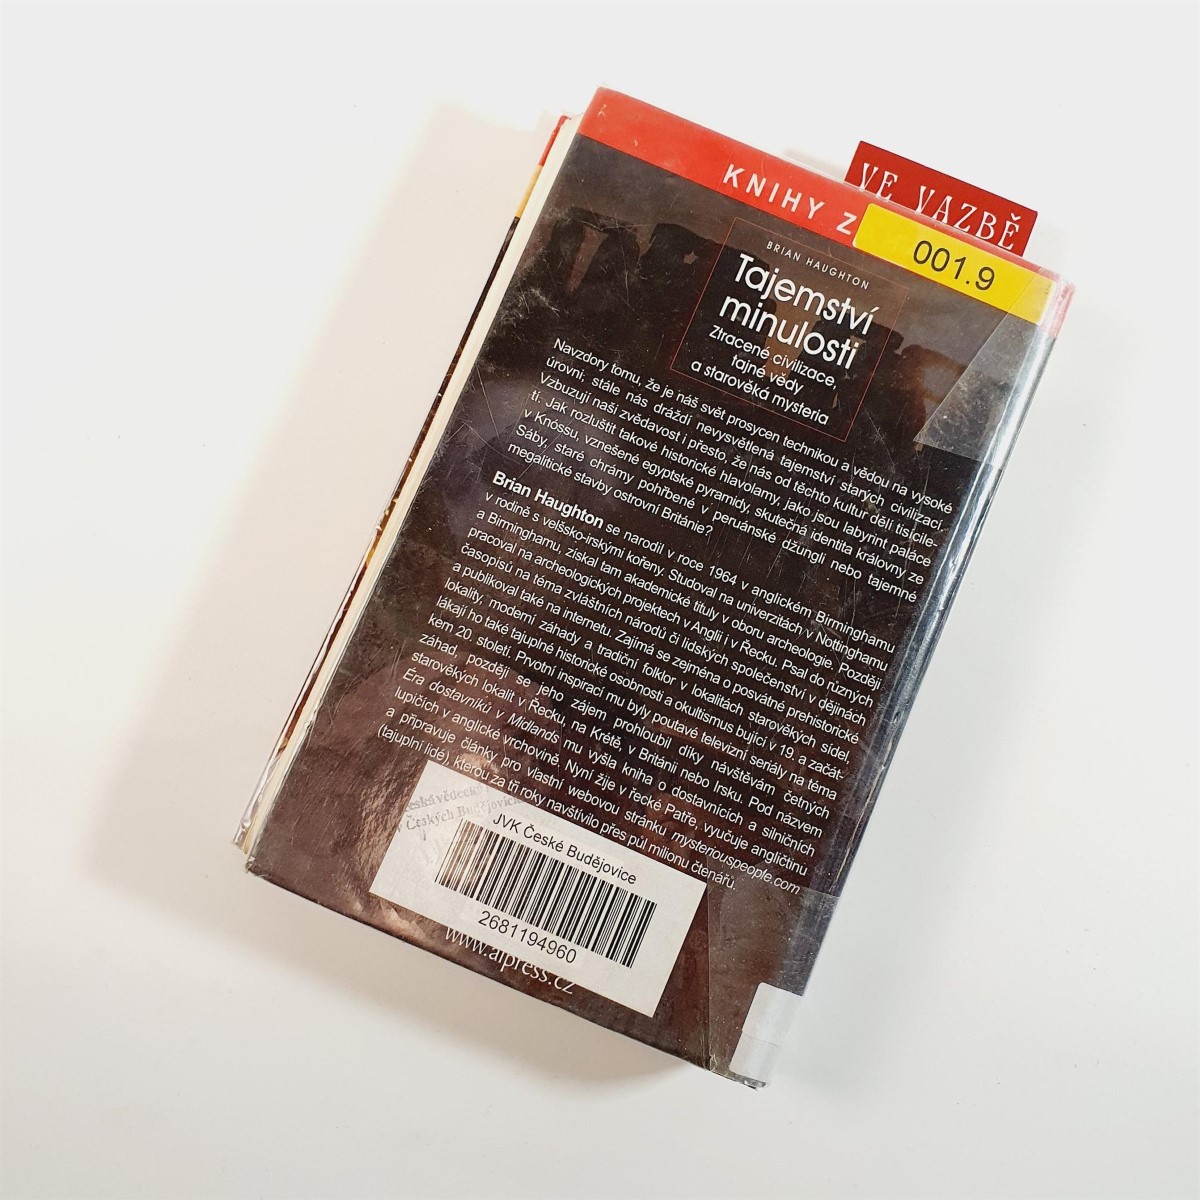 VE VAZBĚ
KNIHY Z
001.9
BRIAN HAUGHTON
Tajemství
minulosti
Ztracené civilizace,
tajné vědy
a starověká mysteria
Navzdory tomu, že je náš svět prosycen technikou a vědou na vysoké
úrovni, stále nás dráždí nevysvětlená tajemství starých civilizací.
Vzbuzují naši zvědavost i přesto, že nás od těchto kultur dělí tisícile-
tí. Jak rozluštit takové historické hlavolamy, jako jsou labyrint paláce
v Knóssu, vznešené egyptské pyramidy, skutečná identita královny ze
Sáby, staré chrámy pohřbené v peruánské džungli nebo tajemné
megalitické stavby ostrovní Británie?
Brian Haughton se narodil v roce 1964 v anglickém Birminghamu
v rodině s velšsko-irskými kořeny. Studoval na univerzitách v Nottinghamu
a Birminghamu, získal tam akademické tituly v oboru archeologie. Později
pracoval na archeologických projektech v Anglii i v Řecku. Psal do různých
časopisů na téma zvláštních národů či lidských společenství v dějinách
a publikoval také na internetu. Zajímá se zejména o posvátné prehistorické
lokality, moderní záhady a tradiční folklor v lokalitách starověkých sídel,
lákají ho také tajuplné historické osobnosti a okultismus bující v 19. a začát-
kem 20. století. Prvotní inspirací mu byly poutavé televizní seriály na téma
záhad, později se jeho zájem prohloubil díky návštěvám četných
starověkých lokalit v Řecku, na Krétě, v Británii nebo Irsku. Pod názvem
Éra dostavníků v Midlands mu vyšla kniha o dostavnících a silničních
lupičích v anglické vrchovině. Nyní žije v řecké Patře, vyučuje angličtinu
a připravuje články pro vlastní webovou stránku mysteriouspeople.com
(tajuplní lidé), kterou za tři roky navštívilo přes půl milionu čtenářů.
v Českých Budějovicích
JVK České Budějovice
2681194960
www.alpress.cz